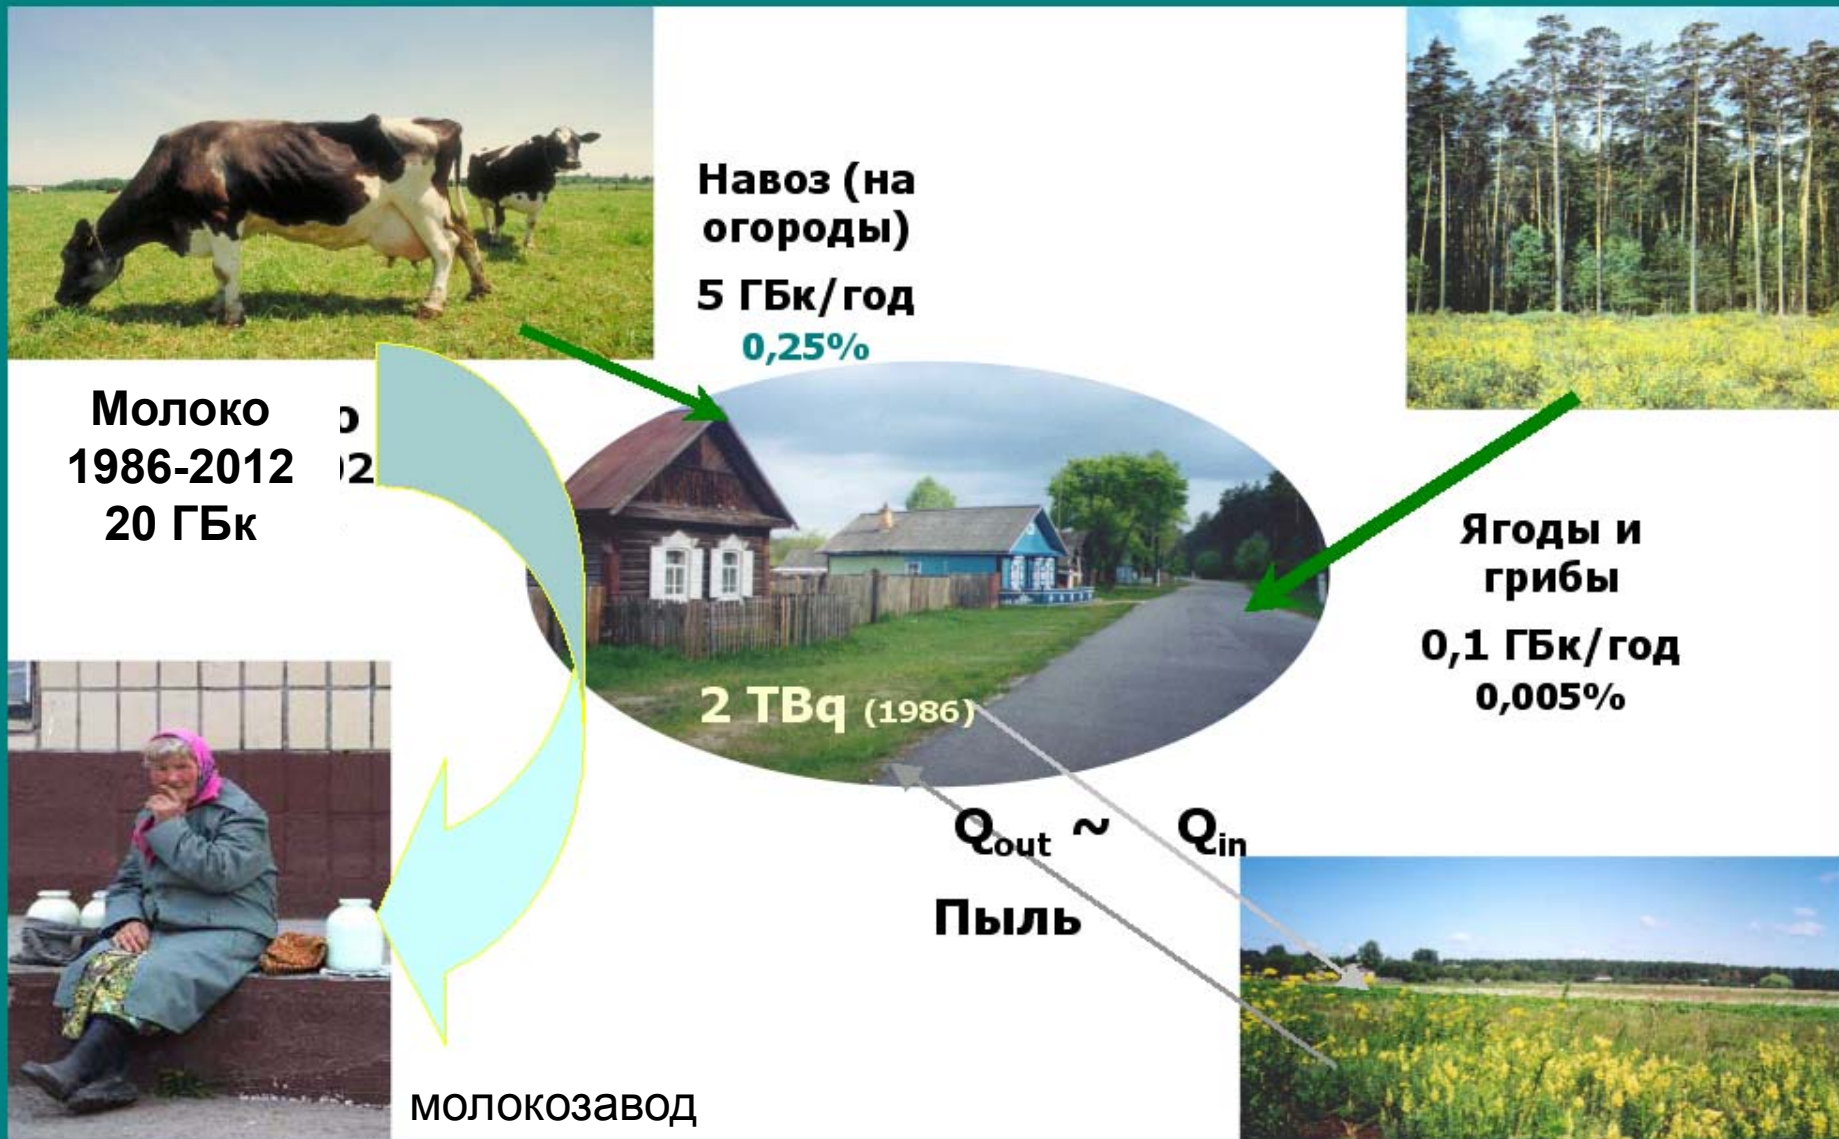 Навоз (на
огороды)
5 ГБк/год
0,25%
Молоко
1986-2012
20 ГБк
о
02
Ягоды и
грибы
0,1 ГБк/год
0,005%
2 TBq (1986)
Qout ~ Qin
Пыль
молокозавод